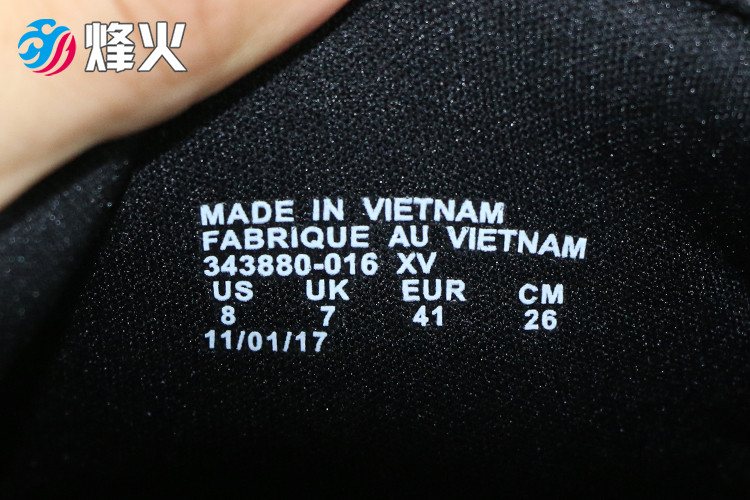 烽火
MADE IN VIETNAM
FABRIQUE AU VIETNAM
343880-016 XV
US UK EUR CM
8 7 41 26
11/01/17